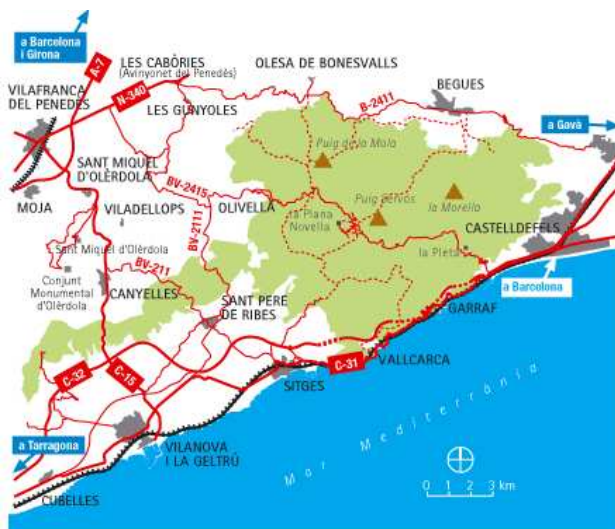 a Barcelona
i Girona
A-7
LES CABÒRIES
(Avinyonet del Penedès)
OLESA DE BONESVALLS
VILAFRANCA
DEL PENEDÈS
N-340
LES GUNYOLES
B-2411
BEGUES
a Gavà
Puig de la Mola
SANT MIQUEL
D'OLÈRDOLA
MOJA
VILADELLOPS
BV-2415
OLIVELLA
BV-2111
la Plana
Novella
Puig Cervos
la Morella
CASTELLDEFELS
Sant Miquel d'Olèrdola
BV-211
Conjunt
Monumental
d'Olèrdola
CANYELLES
SANT PERE
DE RIBES
la Pleta
GARRAF
a Barcelona
VALLCARCA
C-32
C-15
SITGES
C-31
Mar Mediterrània
a Tarragona
VILANOVA
I LA GELTRÚ
CUBELLES
0 1 2 3 km